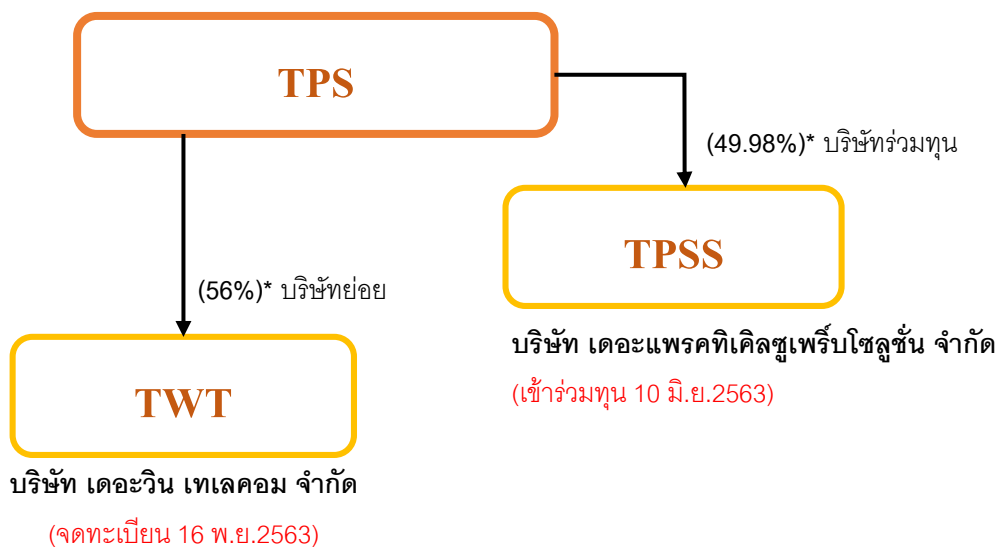 TPS
(49.98%)* บริษัทร่วมทุน
TPSS
(56%)* บริษัทย่อย
บริษัท เดอะแพรคทิเคิลซูเพริ์บโซลูชั่น จำกัด
(เข้าร่วมทุน 10 มิ.ย.2563)
TWT
บริษัท เดอะวิน เทเลคอม จำกัด
(จดทะเบียน 16 พ.ย.2563)